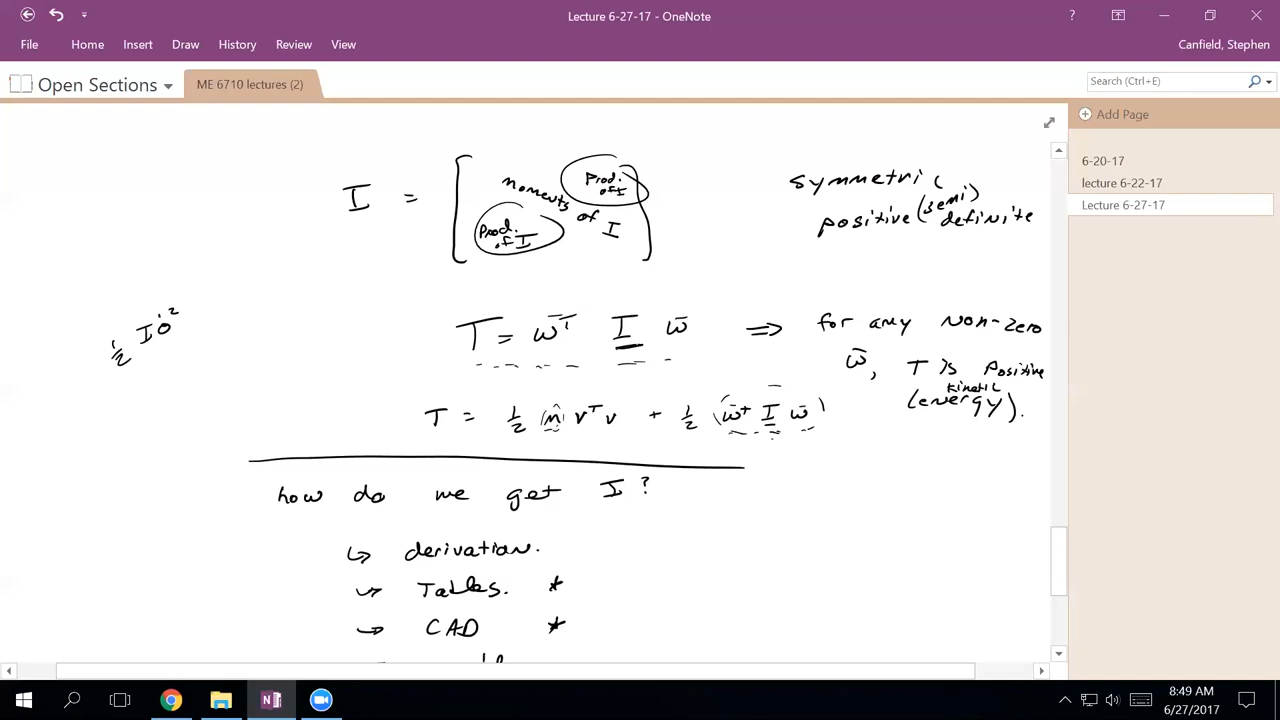 Lecture 6-27-17 - OneNote
File Home Insert Draw History Review View
Canfield, Stephen
Open Sections
ME 6710 lectures (2)
Search (Ctrl+E)
Add Page
6-20-17
lecture 6-22-17
Lecture 6-27-17
I = [ moments of I Prod. of I Prod. of I ]
symmetric
positive (semi) definite
½ I θ̇²
T = ω̄ᵀ I ω̄ ⇒ for any non-zero
ω̄, T is positive
(kinetic energy).
T = ½ (m) vᵀ v + ½ (ω̄ᵀ I ω̄)
how do we get I ?
↳ derivation.
↳ Tables. *
→ CAD *
8:49 AM
6/27/2017